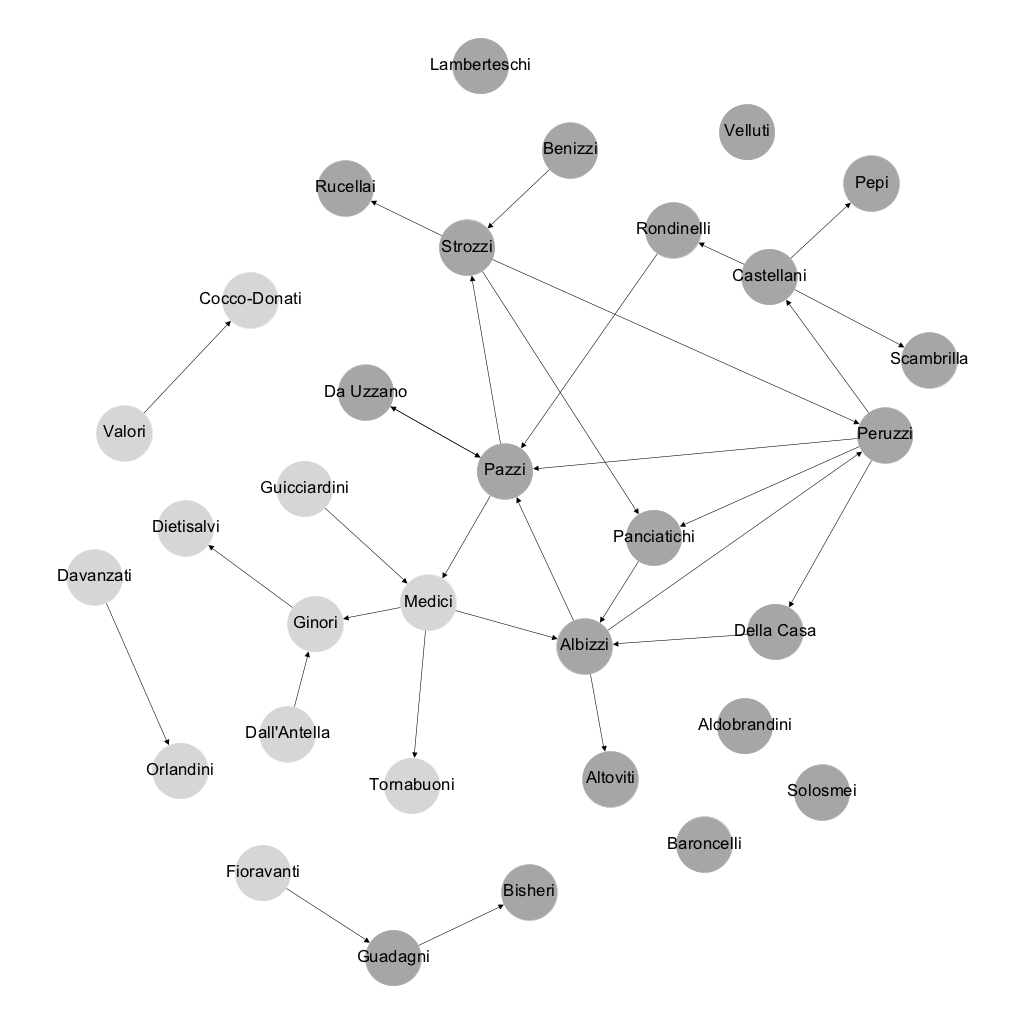 Lamberteschi
Velluti
Benizzi
Pepi
Rucellai
Rondinelli
Strozzi
Castellani
Cocco-Donati
Scambrilla
Da Uzzano
Valori
Peruzzi
Pazzi
Guicciardini
Dietisalvi
Panciatichi
Davanzati
Medici
Ginori
Della Casa
Albizzi
Aldobrandini
Dall'Antella
Orlandini
Altoviti
Tornabuoni
Solosmei
Baroncelli
Fioravanti
Bisheri
Guadagni